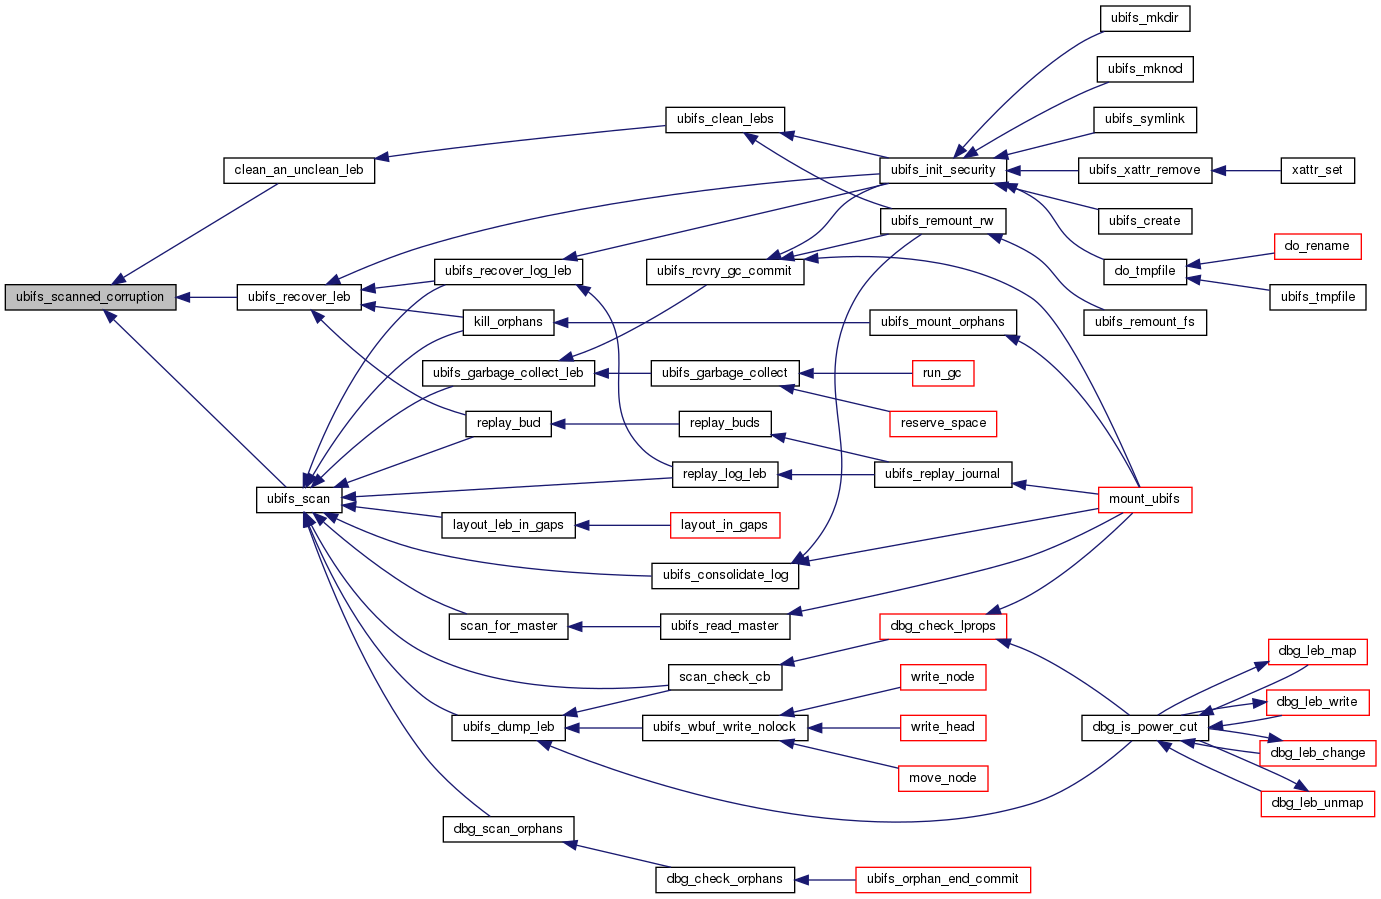 ubifs_mkdir
ubifs_mknod
ubifs_clean_lebs
ubifs_symlink
clean_an_unclean_leb
ubifs_init_security
ubifs_xattr_remove
xattr_set
ubifs_remount_rw
ubifs_create
do_rename
ubifs_recover_log_leb
ubifs_rcvry_gc_commit
do_tmpfile
ubifs_scanned_corruption
ubifs_recover_leb
ubifs_tmpfile
kill_orphans
ubifs_mount_orphans
ubifs_remount_fs
ubifs_garbage_collect_leb
ubifs_garbage_collect
run_gc
replay_bud
replay_buds
reserve_space
replay_log_leb
ubifs_replay_journal
ubifs_scan
mount_ubifs
layout_leb_in_gaps
layout_in_gaps
ubifs_consolidate_log
scan_for_master
ubifs_read_master
dbg_check_lprops
dbg_leb_map
scan_check_cb
write_node
dbg_leb_write
ubifs_dump_leb
ubifs_wbuf_write_nolock
write_head
dbg_is_power_cut
dbg_leb_change
move_node
dbg_leb_unmap
dbg_scan_orphans
dbg_check_orphans
ubifs_orphan_end_commit